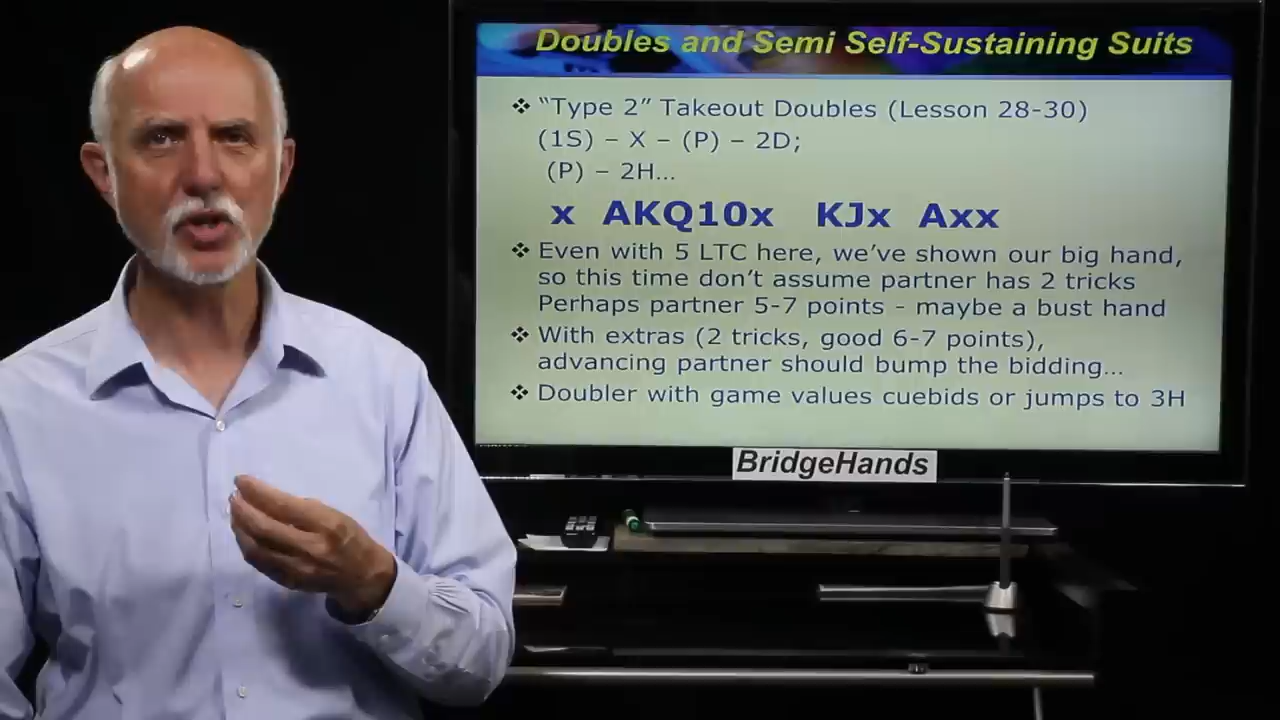 Doubles and Semi Self-Sustaining Suits
❖ “Type 2” Takeout Doubles (Lesson 28-30)
(1S) – X – (P) – 2D;
(P) – 2H…
x AKQ10x KJx Axx
❖ Even with 5 LTC here, we’ve shown our big hand,
so this time don’t assume partner has 2 tricks
Perhaps partner 5-7 points - maybe a bust hand
❖ With extras (2 tricks, good 6-7 points),
advancing partner should bump the bidding…
❖ Doubler with game values cuebids or jumps to 3H
BridgeHands